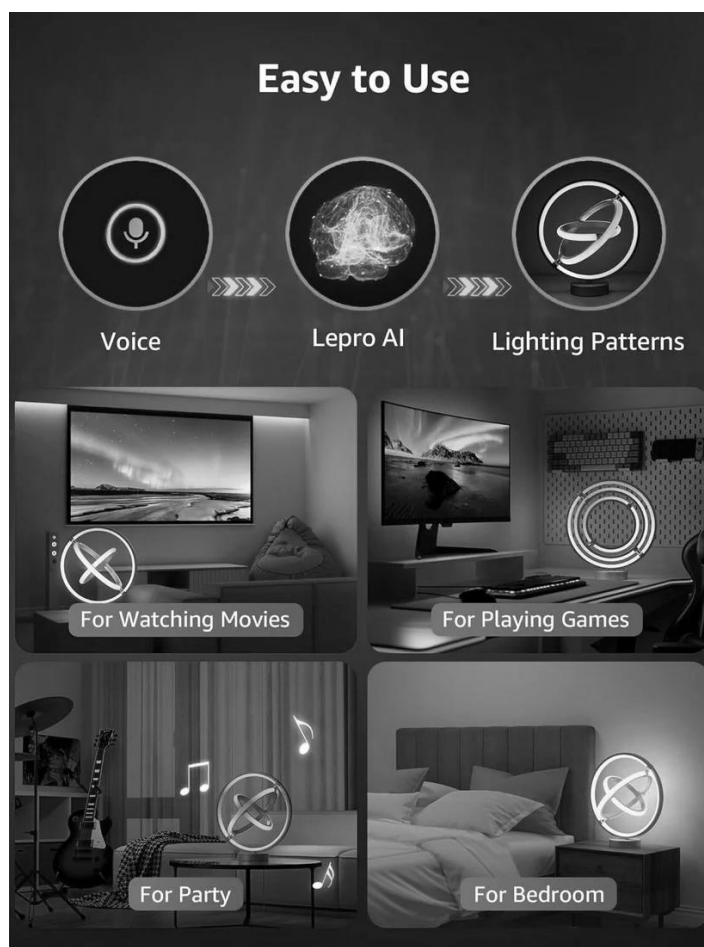 Easy to Use
Voice
Lepro AI
Lighting Patterns
For Watching Movies
For Playing Games
For Party
For Bedroom